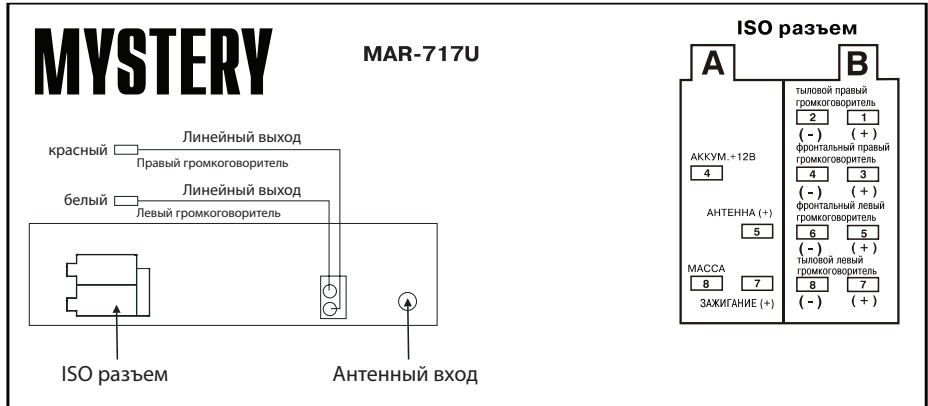 MYSTERY
MAR-717U
красный
Линейный выход
Правый громкоговоритель
белый
Линейный выход
Левый громкоговоритель
ISO разъем
Антенный вход
ISO разъем
A
B
АККУМ.+12В
4
АНТЕННА (+)
5
МАССА
8 7
ЗАЖИГАНИЕ (+)
тыловой правый
громкоговоритель
2 1
(-) (+)
фронтальный правый
громкоговоритель
4 3
(-) (+)
фронтальный левый
громкоговоритель
6 5
(-) (+)
тыловой левый
громкоговоритель
8 7
(-) (+)